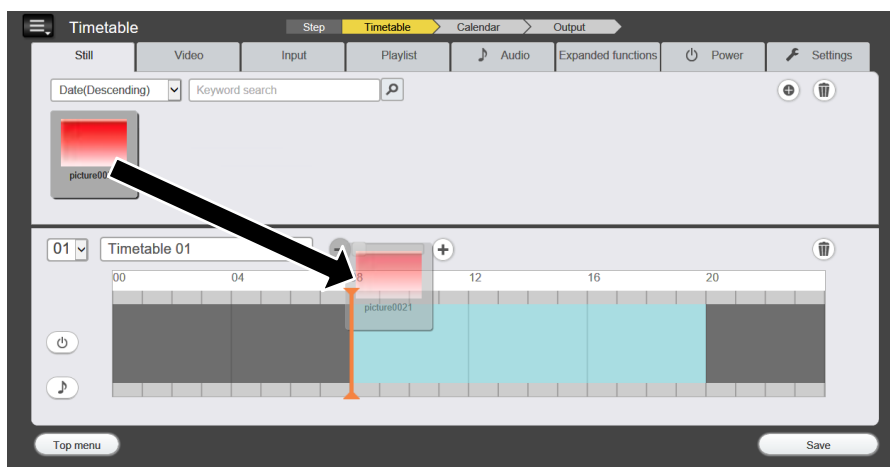 Timetable
Step Timetable Calendar Output
Still Video Input Playlist Audio Expanded functions Power Settings
Date(Descending) Keyword search
picture00
01 Timetable 01
00 04 8 12 16 20
picture0021
Top menu Save